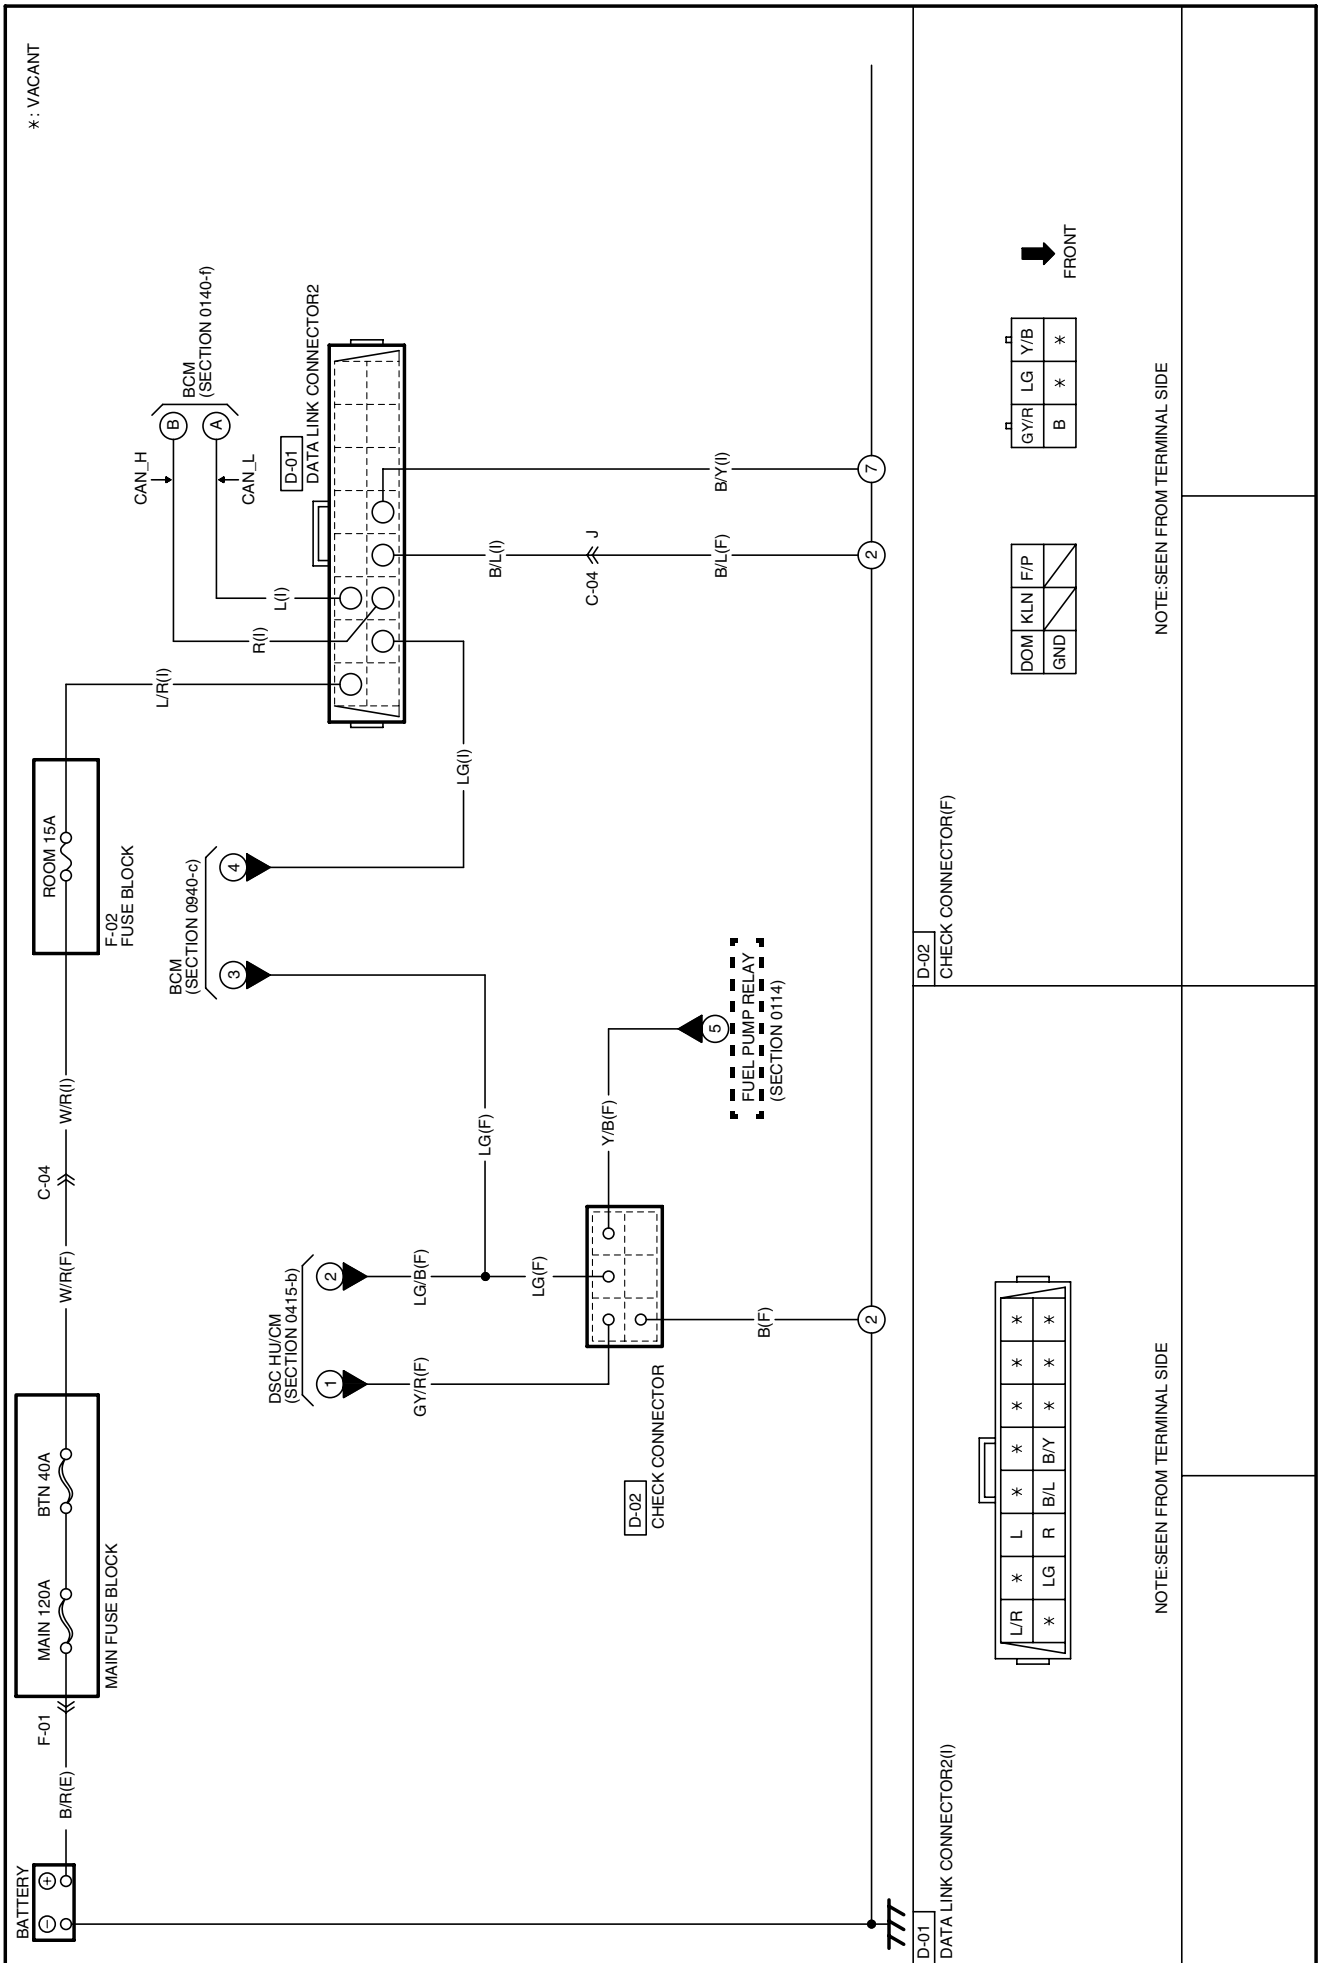 *: VACANT
BATTERY
B/R(E)
F-01
MAIN 120A
BTN 40A
MAIN FUSE BLOCK
W/R(F)
C-04
W/R(I)
ROOM 15A
F-02
FUSE BLOCK
L/R(I)
R(I)
L(I)
CAN_H
CAN_L
B
A
BCM
(SECTION 0140-f)
D-01
DATA LINK CONNECTOR2
BCM
(SECTION 0940-c)
3
4
LG(I)
B/L(I)
C-04
J
B/L(F)
B/Y(I)
2
7
DSC HU/CM
(SECTION 0415-b)
1
2
GY/R(F)
LG/B(F)
LG(F)
LG(F)
Y/B(F)
5
FUEL PUMP RELAY
(SECTION 0114)
D-02
CHECK CONNECTOR
B(F)
2
D-01
DATA LINK CONNECTOR2(I)
L/R * L * * * * *
* LG R B/L B/Y * * *
NOTE:SEEN FROM TERMINAL SIDE
D-02
CHECK CONNECTOR(F)
DOM KLN F/P
GND
GY/R LG Y/B
B * *
FRONT
NOTE:SEEN FROM TERMINAL SIDE